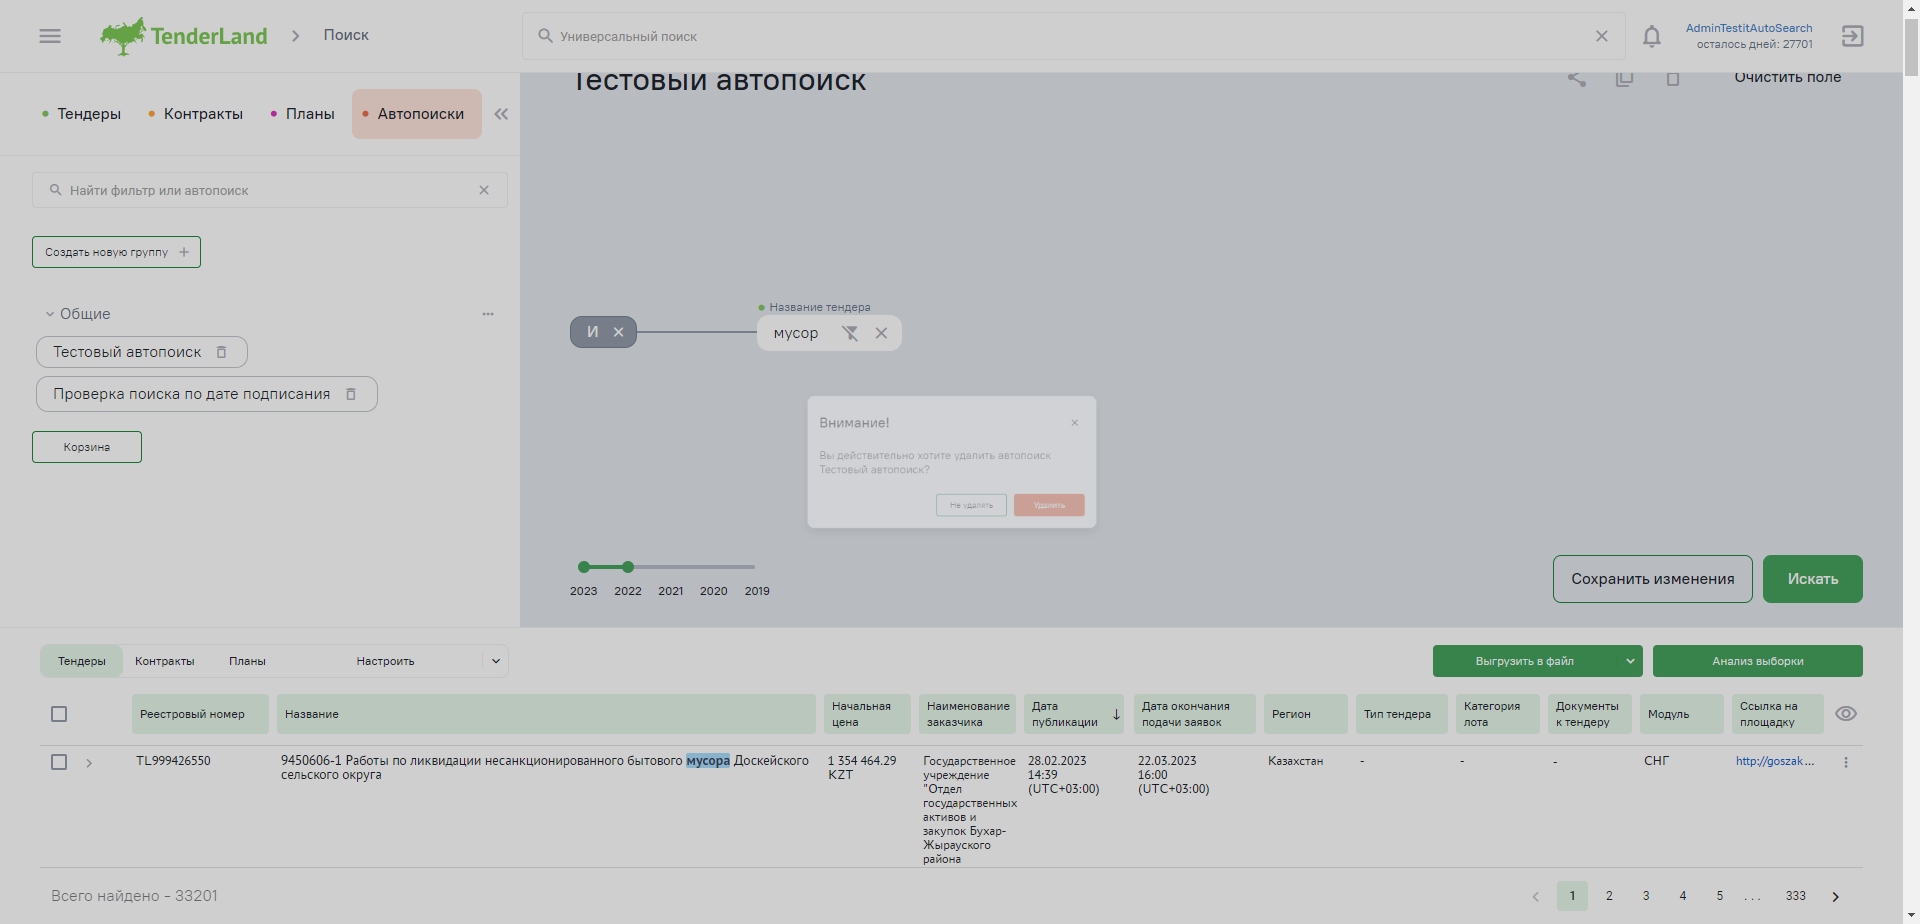 TenderLand
Поиск
Универсальный поиск
AdminTestitAutoSearch
осталось дней: 27701
Тендеры
Контракты
Планы
Автопоиски
Тестовый автопоиск
Очистить поле
Найти фильтр или автопоиск
Создать новую группу
Общие
Тестовый автопоиск
Проверка поиска по дате подписания
Корзина
И
Название тендера
мусор
Внимание!
Вы действительно хотите удалить автопоиск
Тестовый автопоиск?
Не удалять
Удалить
2023 2022 2021 2020 2019
Сохранить изменения
Искать
Тендеры
Контракты
Планы
Настроить
Выгрузить в файл
Анализ выборки
Реестровый номер
Название
Начальная
цена
Наименование
заказчика
Дата
публикации
Дата окончания
подачи заявок
Регион
Тип тендера
Категория
лота
Документы
к тендеру
Модуль
Ссылка на
площадку
TL999426550
9450606-1 Работы по ликвидации несанкционированного бытового мусора Доскейского
сельского округа
1 354 464.29
KZT
Государственное
учреждение
"Отдел
государственных
активов и
закупок Бухар-
Жырауского
района
28.02.2023
14:39
(UTC+03:00)
22.03.2023
16:00
(UTC+03:00)
Казахстан
-
-
-
СНГ
http://goszak...
Всего найдено - 33201
1 2 3 4 5 ... 333